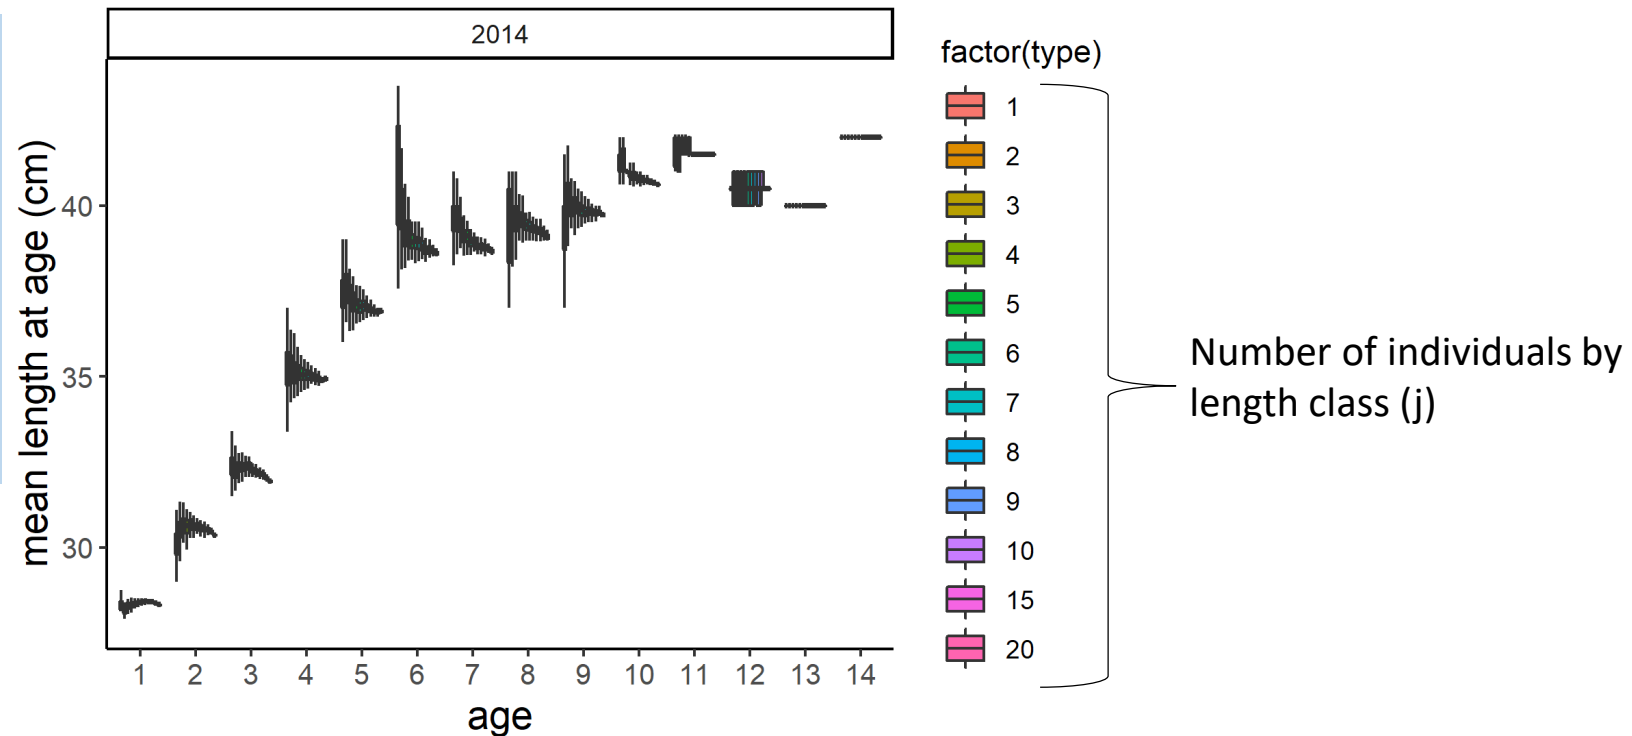 2014
mean length at age (cm)
40
35
30
1 2 3 4 5 6 7 8 9 10 11 12 13 14
age
factor(type)
1
2
3
4
5
6
7
8
9
10
15
20
Number of individuals by
length class (j)